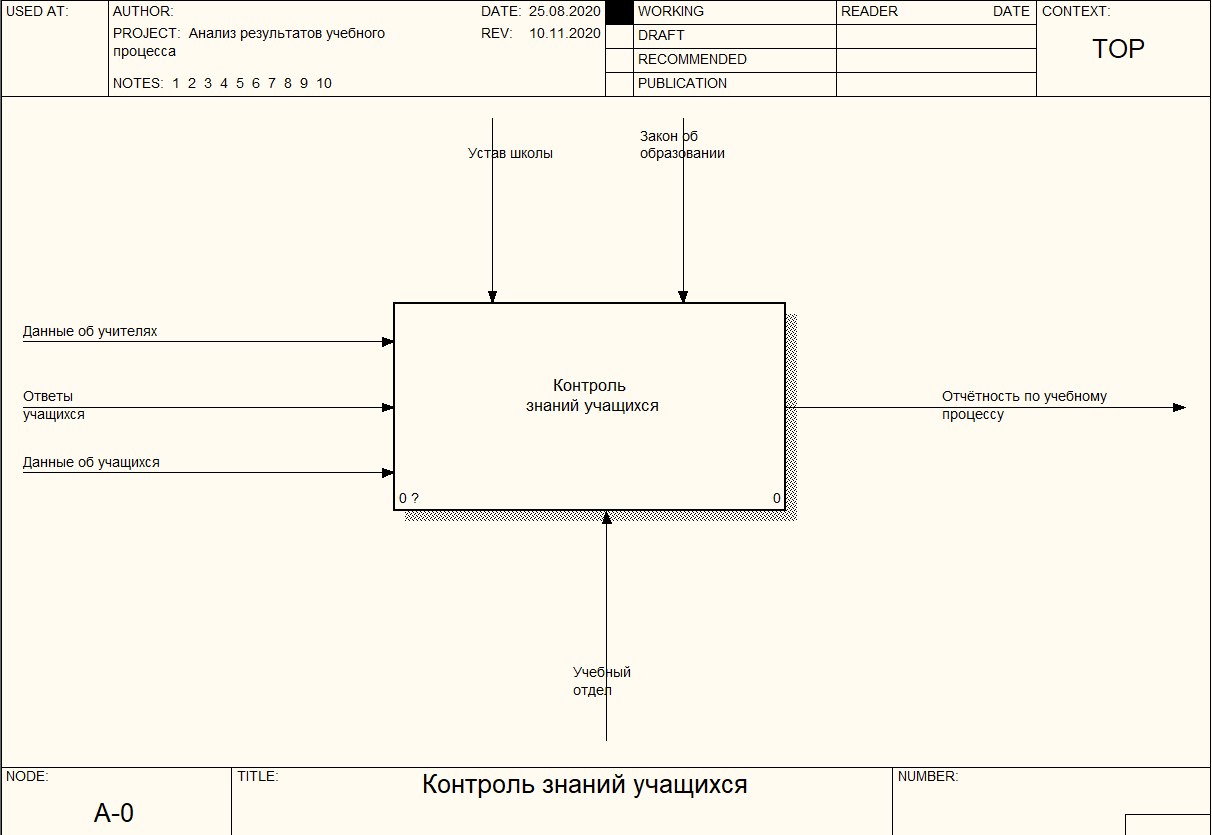 USED AT:
AUTHOR:
DATE: 25.08.2020
PROJECT: Анализ результатов учебного
процесса
REV: 10.11.2020
NOTES: 1 2 3 4 5 6 7 8 9 10
WORKING
DRAFT
RECOMMENDED
PUBLICATION
READER
DATE
CONTEXT:
TOP
Устав школы
Закон об
образовании
Данные об учителях
Ответы
учащихся
Данные об учащихся
Контроль
знаний учащихся
0 ?
0
Отчётность по учебному
процессу
Учебный
отдел
NODE:
A-0
TITLE:
Контроль знаний учащихся
NUMBER: